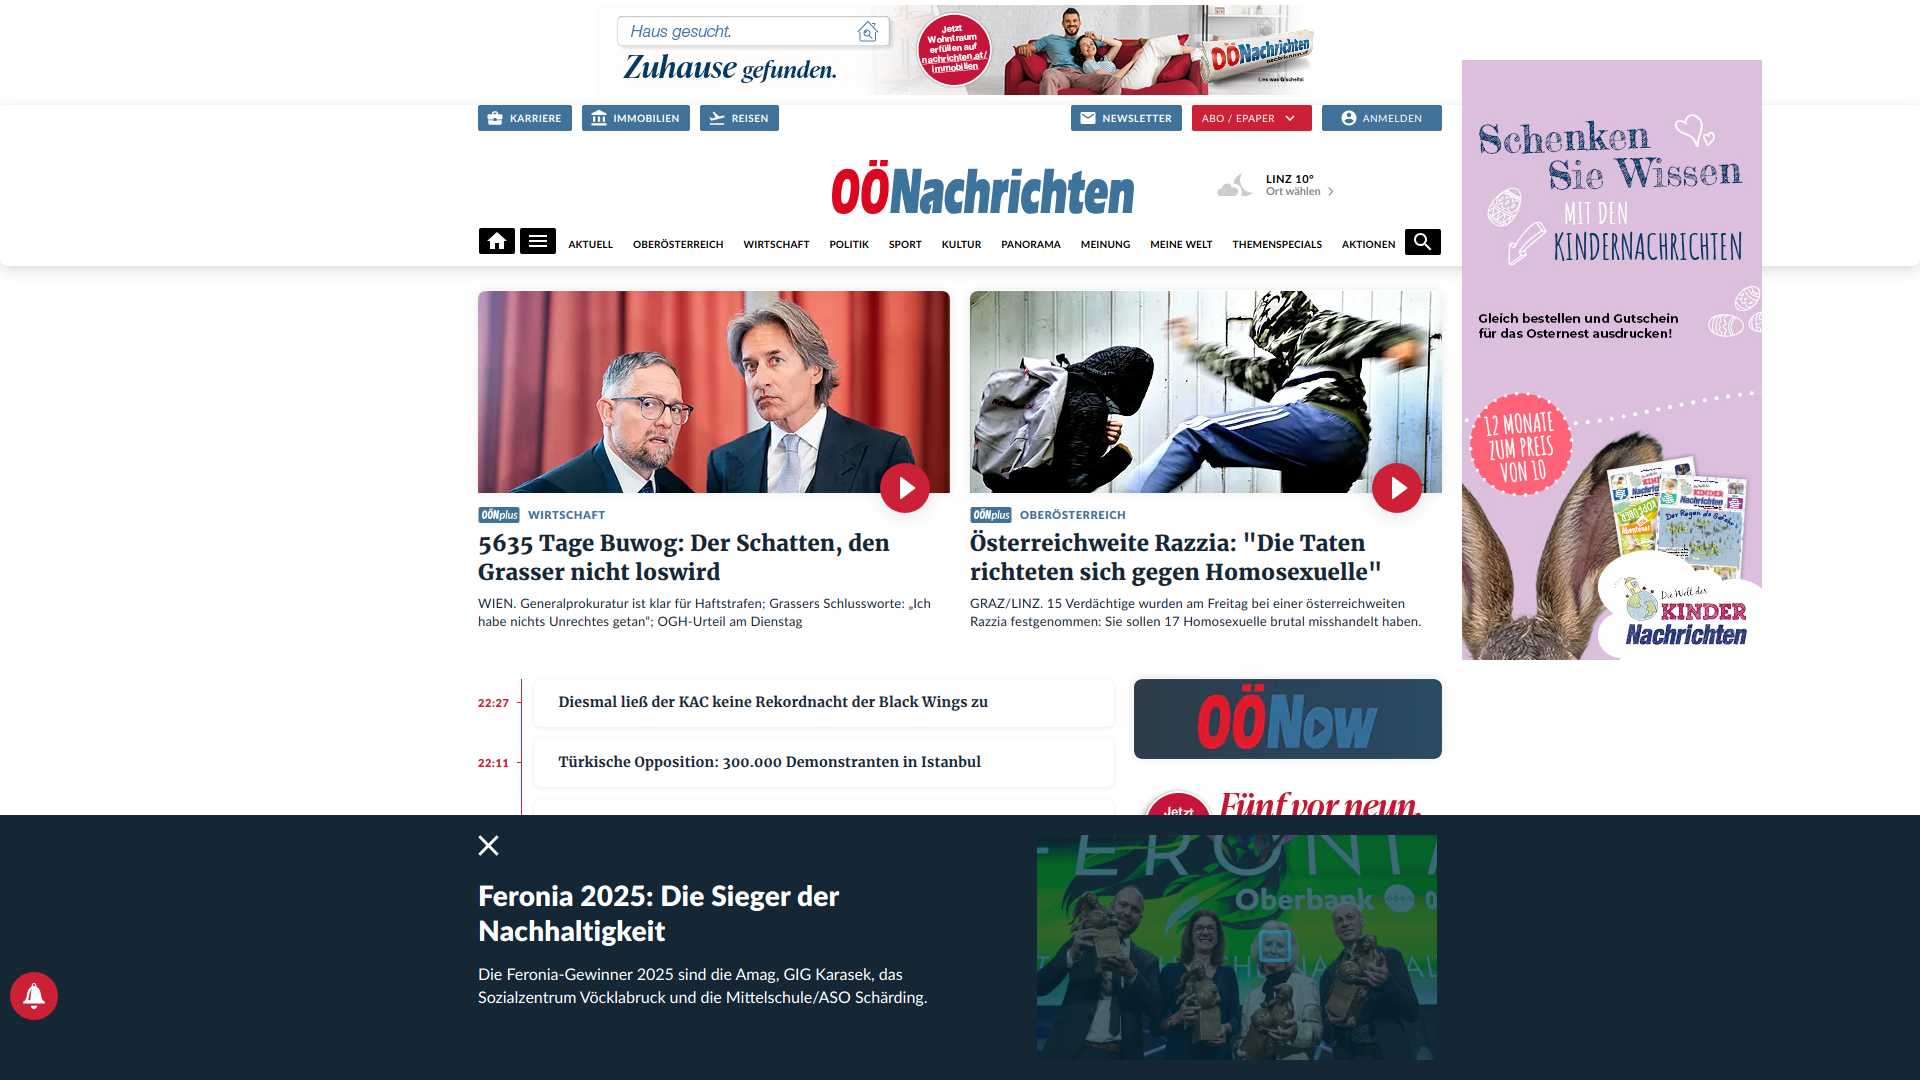 Haus gesucht.
Zuhause gefunden.
Jetzt
Wohntraum
erfüllen auf
nachrichten.at/
immobilien
OÖNachrichten
Lies was G'scheits!
KARRIERE
IMMOBILIEN
REISEN
NEWSLETTER
ABO / EPAPER
ANMELDEN
OÖNachrichten
LINZ 10°
Ort wählen
AKTUELL
OBERÖSTERREICH
WIRTSCHAFT
POLITIK
SPORT
KULTUR
PANORAMA
MEINUNG
MEINE WELT
THEMENSPECIALS
AKTIONEN
Schenken
Sie Wissen
MIT DEN
KINDERNACHRICHTEN
Gleich bestellen und Gutschein
für das Osternest ausdrucken!
12 MONATE
ZUM PREIS
VON 10
KINDER
Nachrichten
Die Welt der
KINDER
Nachrichten
OÖNplus WIRTSCHAFT
5635 Tage Buwog: Der Schatten, den
Grasser nicht loswird
WIEN. Generalprokuratur ist klar für Haftstrafen; Grassers Schlussworte: „Ich
habe nichts Unrechtes getan“; OGH-Urteil am Dienstag
OÖNplus OBERÖSTERREICH
Österreichweite Razzia: "Die Taten
richteten sich gegen Homosexuelle"
GRAZ/LINZ. 15 Verdächtige wurden am Freitag bei einer österreichweiten
Razzia festgenommen: Sie sollen 17 Homosexuelle brutal misshandelt haben.
22:27 Diesmal ließ der KAC keine Rekordnacht der Black Wings zu
22:11 Türkische Opposition: 300.000 Demonstranten in Istanbul
OÖNow
Jetzt
Fünf vor neun.
Feronia 2025: Die Sieger der
Nachhaltigkeit
Die Feronia-Gewinner 2025 sind die Amag, GIG Karasek, das
Sozialzentrum Vöcklabruck und die Mittelschule/ASO Schärding.
FERONIA
Oberbank